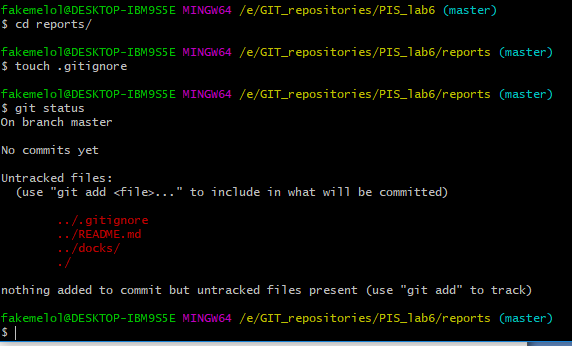 fakemelol@DESKTOP-IBM9S5E MINGW64 /e/GIT_repositories/PIS_lab6 (master)
$ cd reports/
fakemelol@DESKTOP-IBM9S5E MINGW64 /e/GIT_repositories/PIS_lab6/reports (master)
$ touch .gitignore
fakemelol@DESKTOP-IBM9S5E MINGW64 /e/GIT_repositories/PIS_lab6/reports (master)
$ git status
On branch master
No commits yet
Untracked files:
(use "git add <file>..." to include in what will be committed)
../.gitignore
../README.md
../docks/
./
nothing added to commit but untracked files present (use "git add" to track)
fakemelol@DESKTOP-IBM9S5E MINGW64 /e/GIT_repositories/PIS_lab6/reports (master)
$